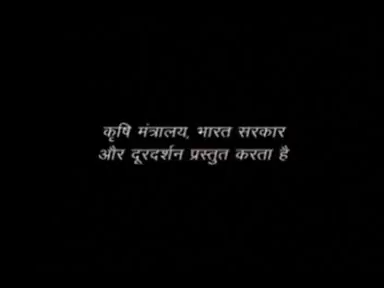 कृषि मंत्रालय, भारत सरकार
और दूरदर्शन प्रस्तुत करता है